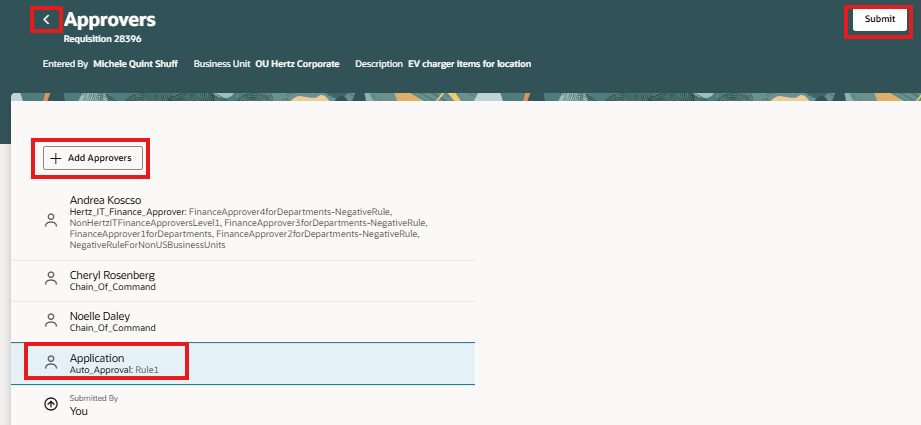 Approvers
Submit
Requisition 28396
Entered By Michele Quint Shuff Business Unit OU Hertz Corporate Description EV charger items for location
Add Approvers
Andrea Koscso
Hertz_IT_Finance_Approver: FinanceApprover4forDepartments-NegativeRule,
NonHertzITFinanceApproversLevel1, FinanceApprover3forDepartments-NegativeRule,
FinanceApprover1forDepartments, FinanceApprover2forDepartments-NegativeRule,
NegativeRuleForNonUSBusinessUnits
Cheryl Rosenberg
Chain_Of_Command
Noelle Daley
Chain_Of_Command
Application
Auto_Approval: Rule1
Submitted By
You